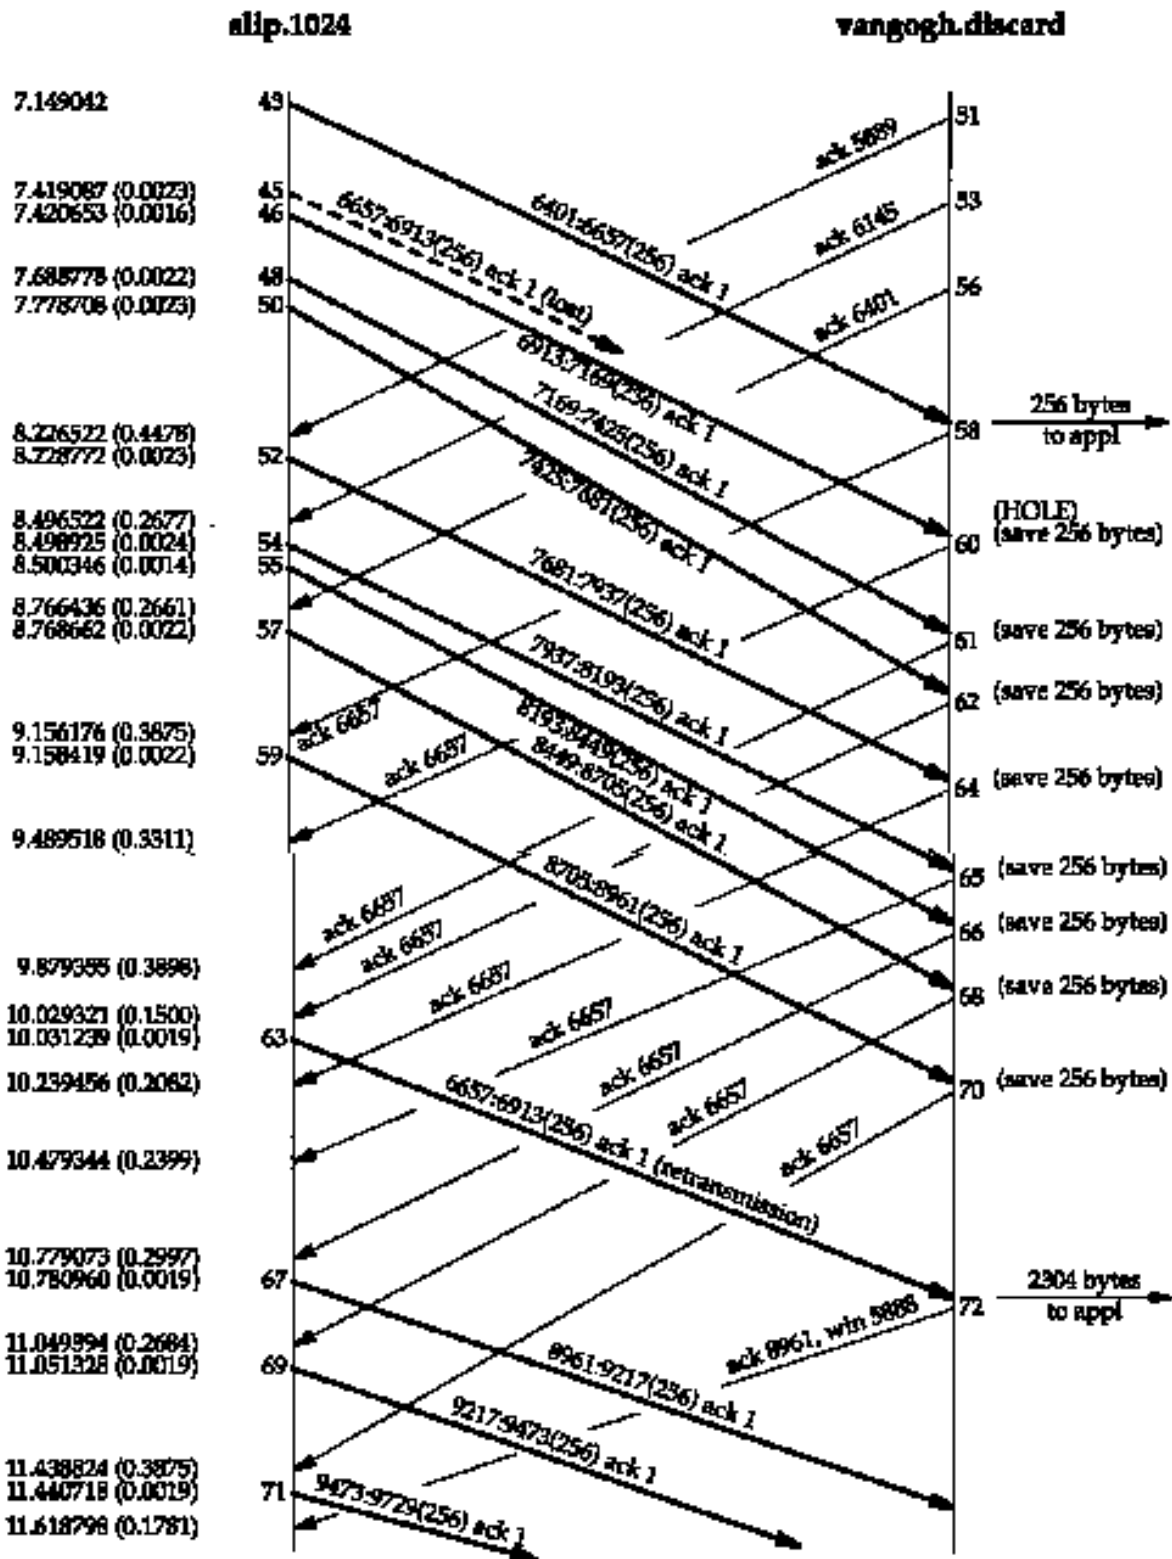 slip.1024 vangogh.discard
7.149042 43
51
ack 5889
7.419087 (0.0023) 45
53
7.420653 (0.0016) 46
6657:6913(256) ack 1 (lost)
6401:6657(256) ack 1
ack 6145
7.688778 (0.0022) 48
56
7.778708 (0.0023) 50
ack 6401
6913:7169(256) ack 1
256 bytes
to appl
58
7169:7425(256) ack 1
8.226522 (0.4478)
8.228772 (0.0023) 52
7425:7681(256) ack 1
8.496522 (0.2677)
(HOLE)
60 (save 256 bytes)
8.498925 (0.0024) 54
8.500346 (0.0014) 55
7681:7937(256) ack 1
8.766436 (0.2661)
8.768662 (0.0022) 57
61 (save 256 bytes)
7937:8193(256) ack 1
62 (save 256 bytes)
9.156176 (0.3875)
ack 6657
9.158419 (0.0022) 59
8193:8449(256) ack 1
8449:8705(256) ack 1
ack 6657
64 (save 256 bytes)
9.489518 (0.3311)
65 (save 256 bytes)
8705:8961(256) ack 1
ack 6657
66 (save 256 bytes)
ack 6657
9.879355 (0.3898)
ack 6657
68 (save 256 bytes)
10.029321 (0.1500)
10.031239 (0.0019) 63
ack 6657
ack 6657
10.239456 (0.2082)
70 (save 256 bytes)
6657:6913(256) ack 1 (retransmission)
ack 6657
ack 6657
10.479344 (0.2399)
10.779073 (0.2997)
10.780960 (0.0019) 67
2304 bytes
to appl
72
ack 8961, win 5888
11.049894 (0.2684)
11.051328 (0.0019) 69
8961:9217(256) ack 1
9217:9473(256) ack 1
11.438824 (0.3875)
11.440718 (0.0019) 71
9473:9729(256) ack 1
11.618798 (0.1781)